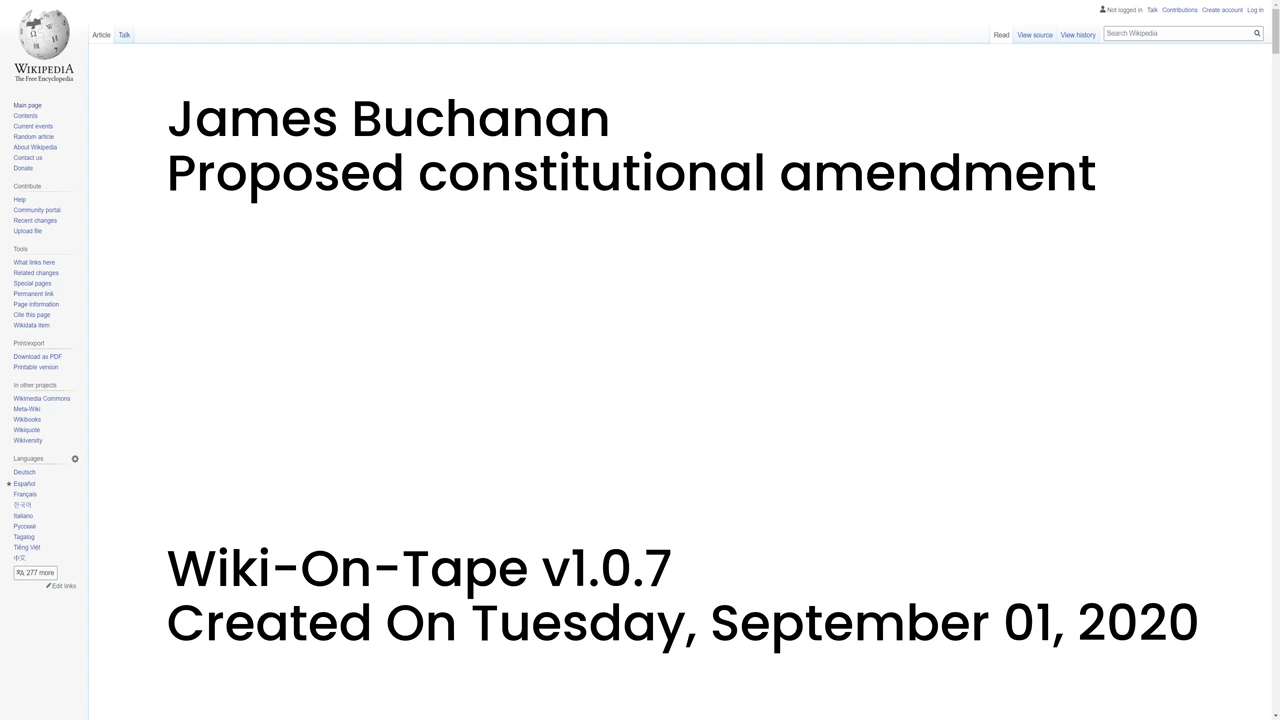 Not logged in Talk Contributions Create account Log in
Article Talk Read View source View history Search Wikipedia
WIKIPEDIA
The Free Encyclopedia
Main page
Contents
Current events
Random article
About Wikipedia
Contact us
Donate
Contribute
Help
Community portal
Recent changes
Upload file
Tools
What links here
Related changes
Special pages
Permanent link
Page information
Cite this page
Wikidata item
Print/export
Download as PDF
Printable version
In other projects
Wikimedia Commons
Meta-Wiki
Wikibooks
Wikiquote
Wikiversity
Languages
Deutsch
Español
Français
한국어
Italiano
Русский
Tagalog
Tiếng Việt
中文
277 more
Edit links
James Buchanan
Proposed constitutional amendment
Wiki-On-Tape v1.0.7
Created On Tuesday, September 01, 2020